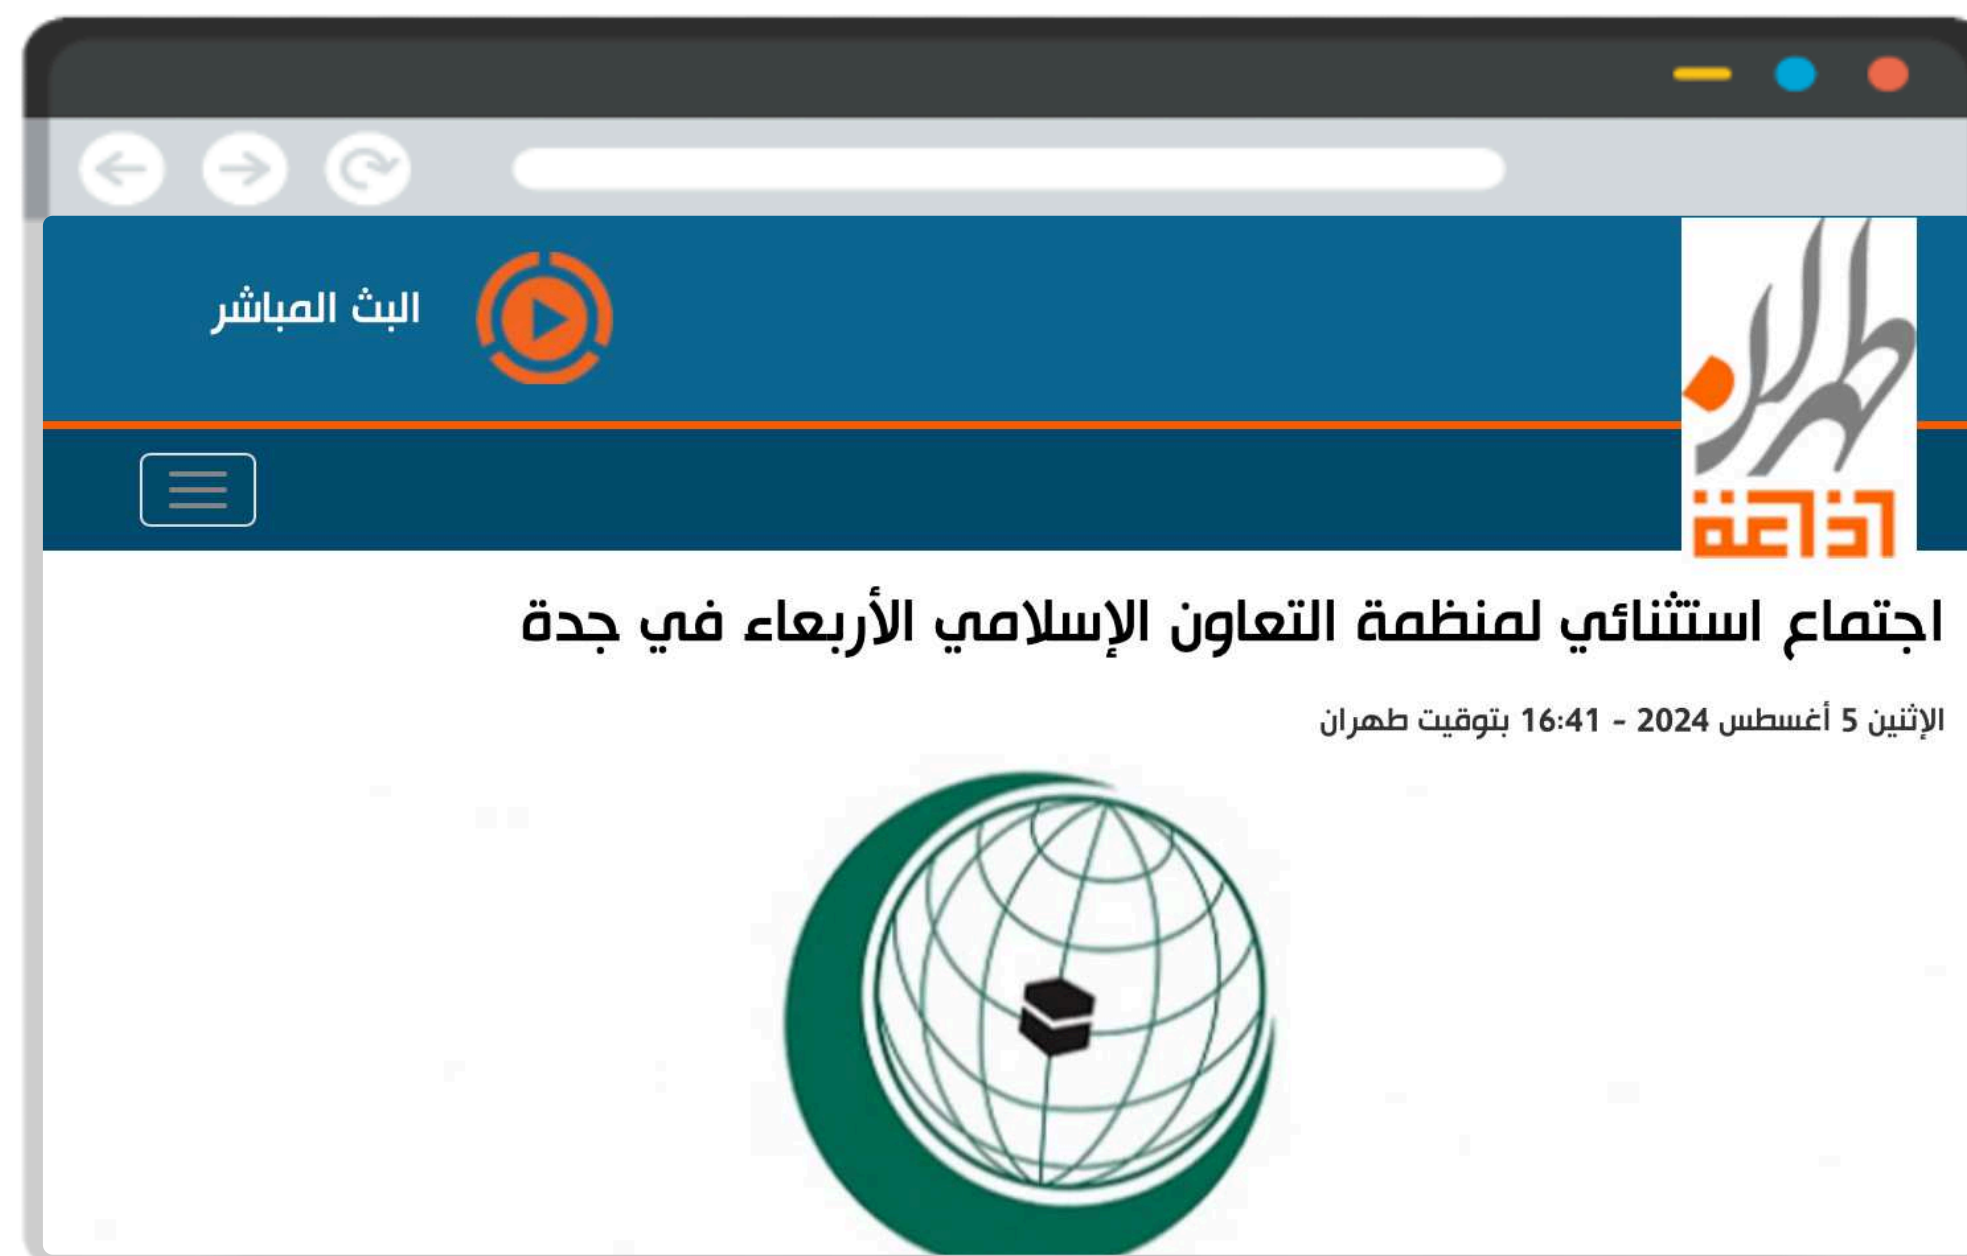 طهران
اذاعة
البث المباشر
اجتماع استثنائي لمنظمة التعاون الإسلامي الأربعاء في جدة
الإثنين 5 أغسطس 2024 - 16:41 بتوقيت طهران